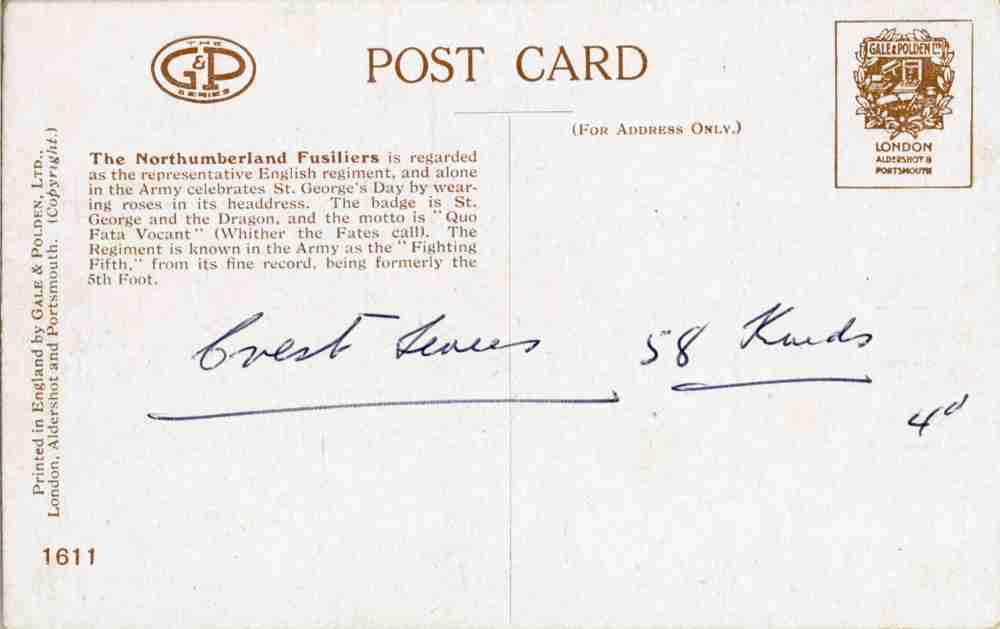 THE
G&P
SERIES
POST CARD
GALE & POLDEN LTD
LONDON
ALDERSHOT &
PORTSMOUTH
(For Address Only.)
The Northumberland Fusiliers is regarded
as the representative English regiment, and alone
in the Army celebrates St. George's Day by wear-
ing roses in its headdress. The badge is St.
George and the Dragon, and the motto is "Quo
Fata Vocant" (Whither the Fates call). The
Regiment is known in the Army as the "Fighting
Fifth," from its fine record, being formerly the
5th Foot.
Crest Series 58 Kinds
4d
Printed in England by GALE & POLDEN, LTD.,
London, Aldershot and Portsmouth. (Copyright.)
1611